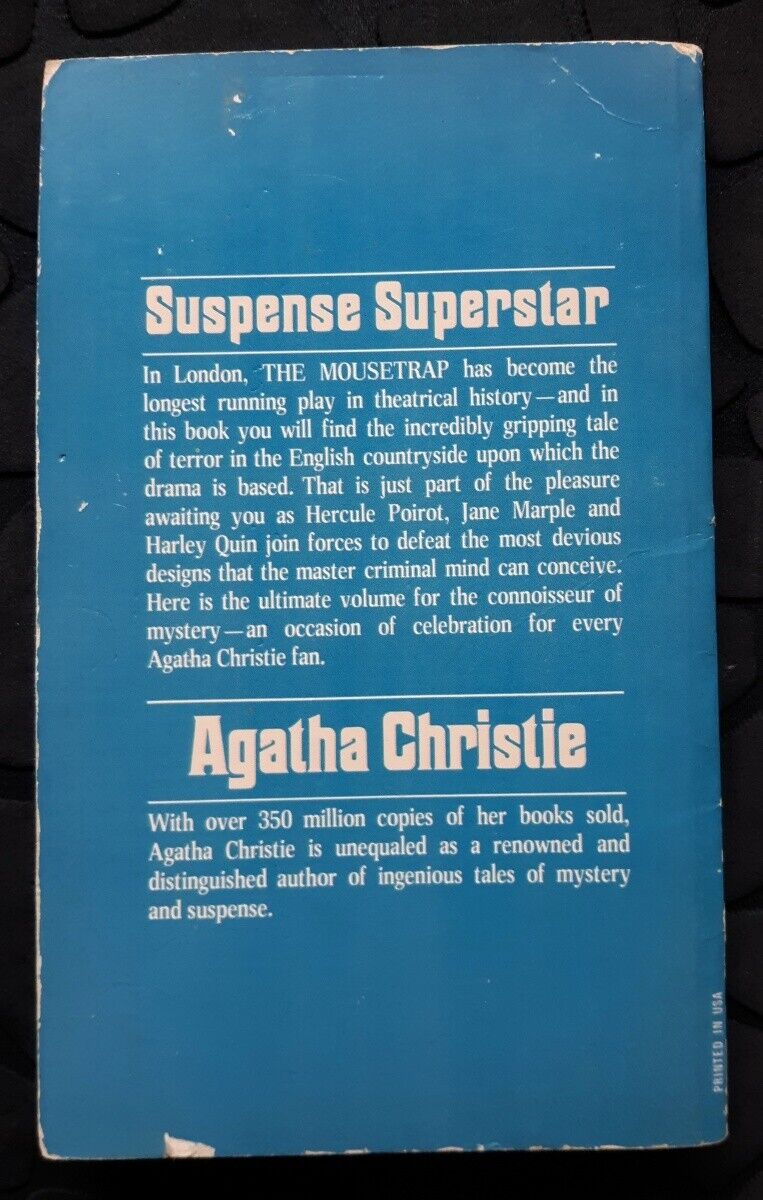 Suspense Superstar
In London, THE MOUSETRAP has become the
longest running play in theatrical history—and in
this book you will find the incredibly gripping tale
of terror in the English countryside upon which the
drama is based. That is just part of the pleasure
awaiting you as Hercule Poirot, Jane Marple and
Harley Quin join forces to defeat the most devious
designs that the master criminal mind can conceive.
Here is the ultimate volume for the connoisseur of
mystery—an occasion of celebration for every
Agatha Christie fan.
Agatha Christie
With over 350 million copies of her books sold,
Agatha Christie is unequaled as a renowned and
distinguished author of ingenious tales of mystery
and suspense.
PRINTED IN USA